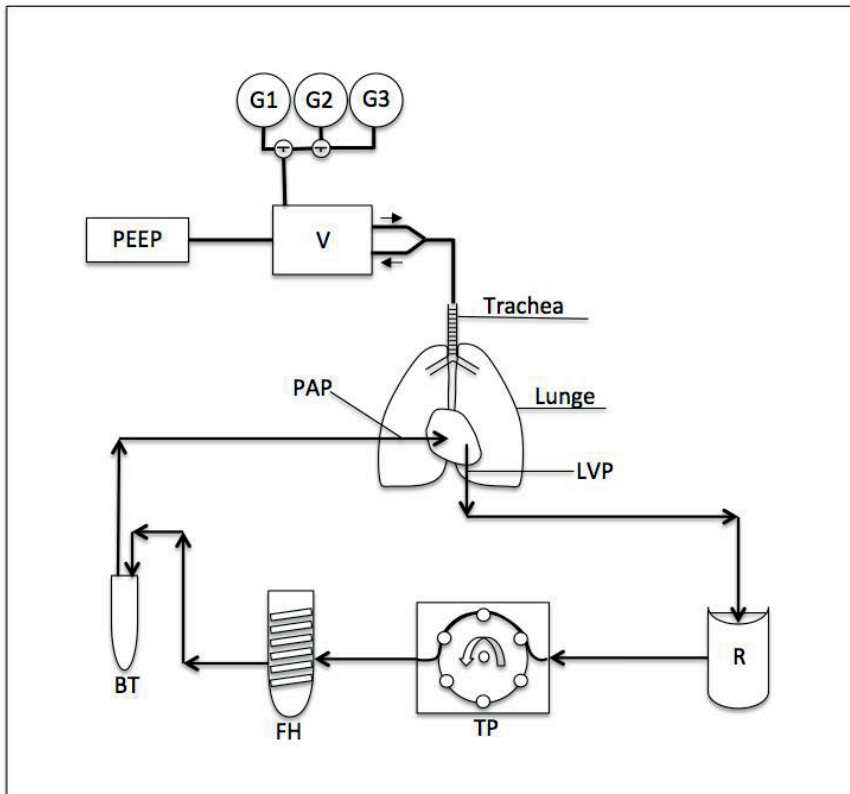 G1 G2 G3
PEEP
V
Trachea
PAP
Lunge
LVP
R
BT
FH
TP